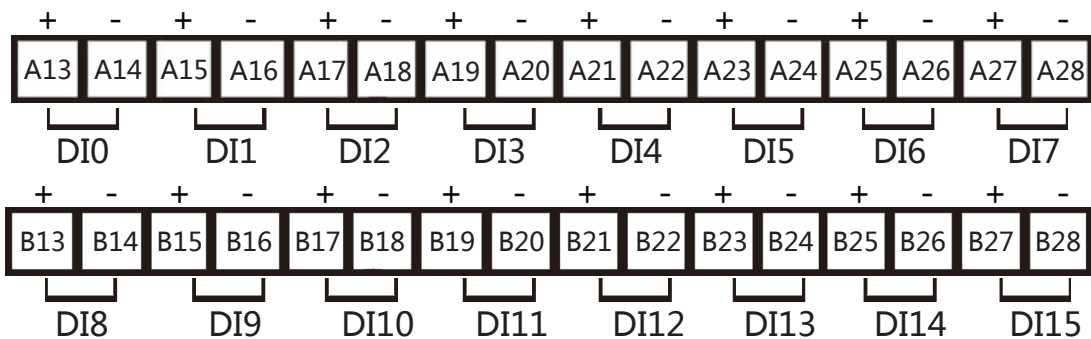 + - + - + - + - + - + - + - + -
A13 A14 A15 A16 A17 A18 A19 A20 A21 A22 A23 A24 A25 A26 A27 A28
DI0 DI1 DI2 DI3 DI4 DI5 DI6 DI7
+ - + - + - + - + - + - + - + -
B13 B14 B15 B16 B17 B18 B19 B20 B21 B22 B23 B24 B25 B26 B27 B28
DI8 DI9 DI10 DI11 DI12 DI13 DI14 DI15